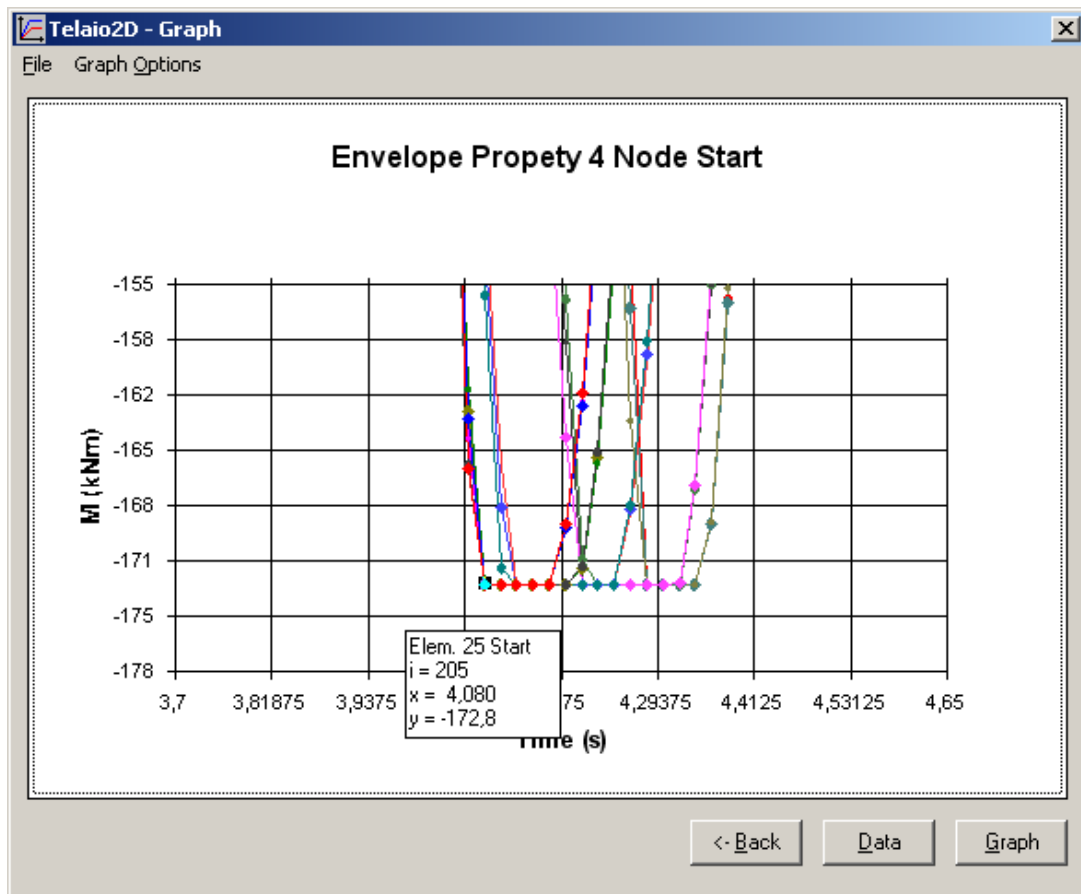 Telaio2D - Graph
File Graph Options
Envelope Propety 4 Node Start
-155
-158
-162
-165
-168
-171
-175
-178
M (kNm)
Elem. 25 Start
i = 205
x = 4,080
y = -172,8
3,7 3,81875 3,9375 4,29375 4,4125 4,53125 4,65
(s)
<- Back Data Graph